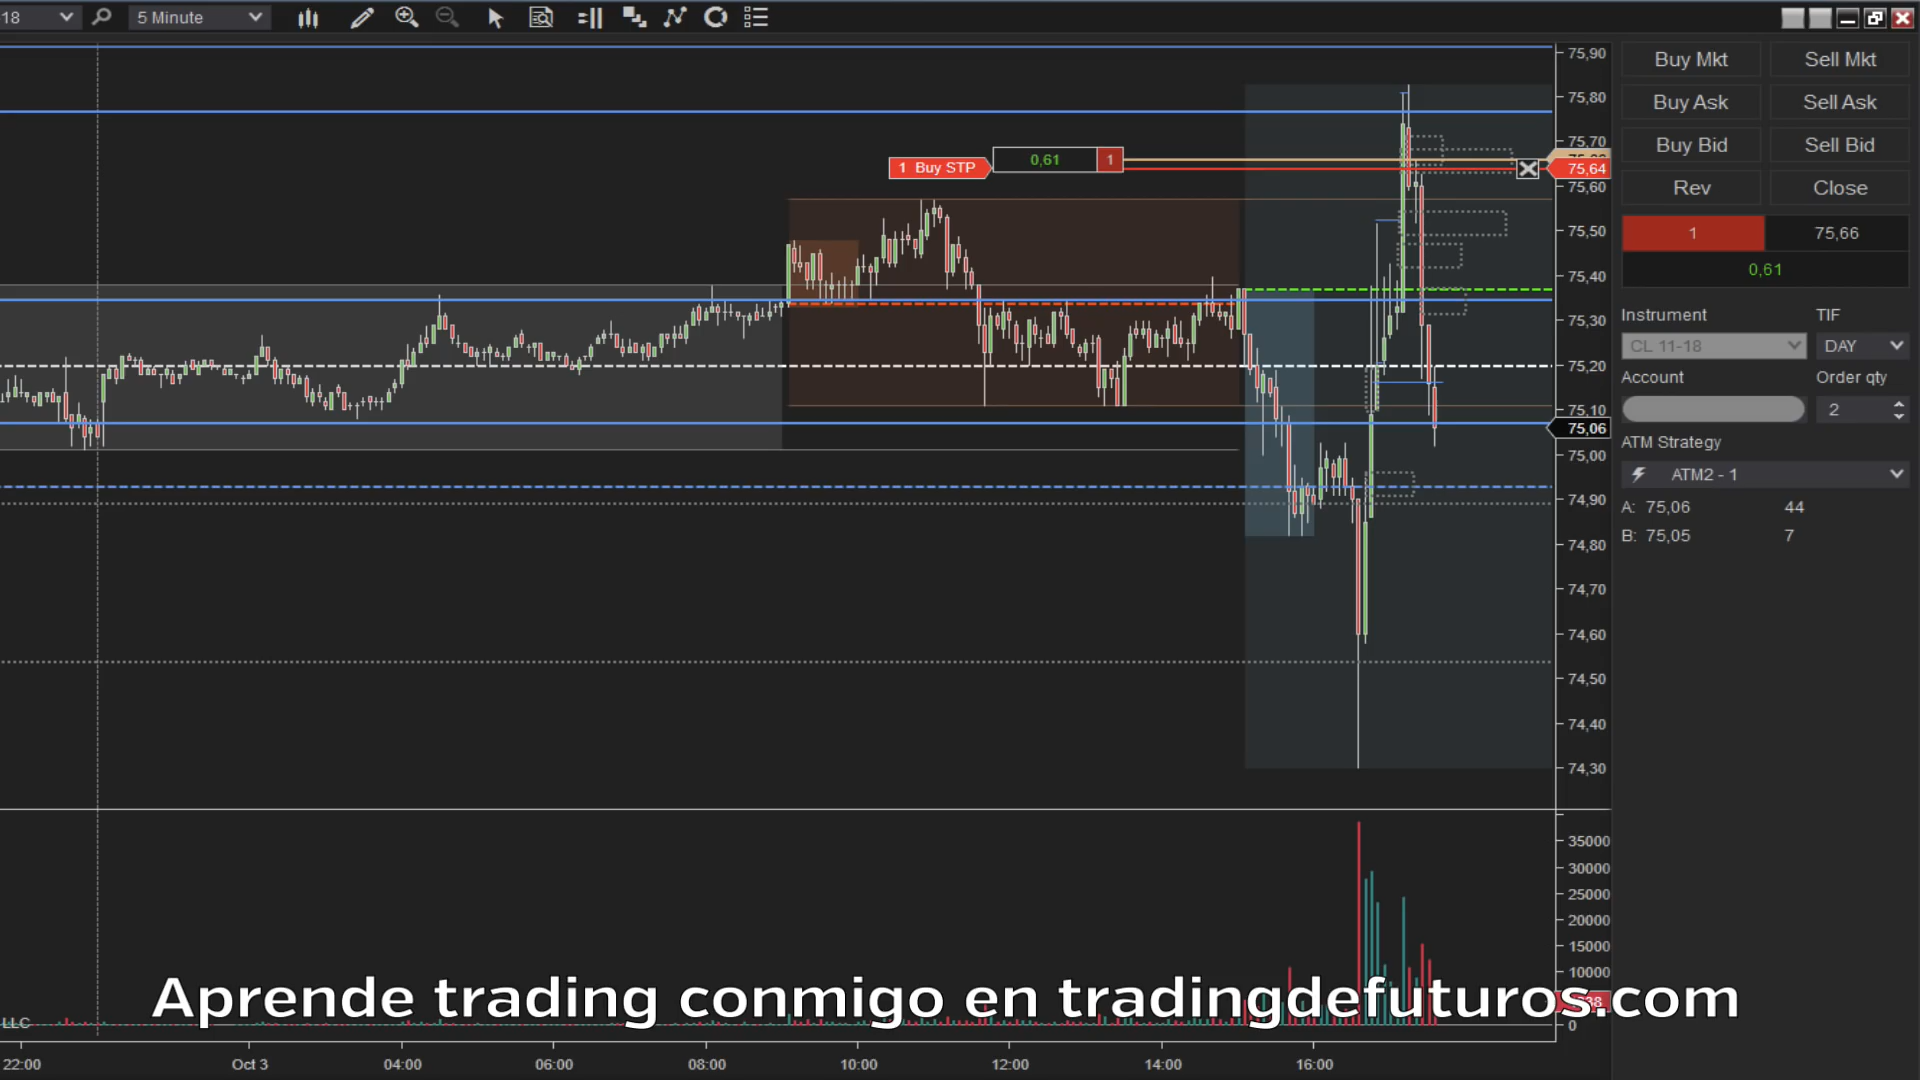 18
5 Minute
75,90
75,80
75,70
75,64
75,60
75,50
75,40
75,30
75,20
75,10
75,06
75,00
74,90
74,80
74,70
74,60
74,50
74,40
74,30
1 Buy STP
0,61 1
35000
30000
25000
20000
15000
10000
0
LLC
22:00 Oct 3 04:00 06:00 08:00 10:00 12:00 14:00 16:00
Buy Mkt Sell Mkt
Buy Ask Sell Ask
Buy Bid Sell Bid
Rev Close
1 75,66
0,61
Instrument TIF
CL 11-18 DAY
Account Order qty
2
ATM Strategy
ATM2 - 1
A: 75,06 44
B: 75,05 7
Aprende trading conmigo en tradingdefuturos.com